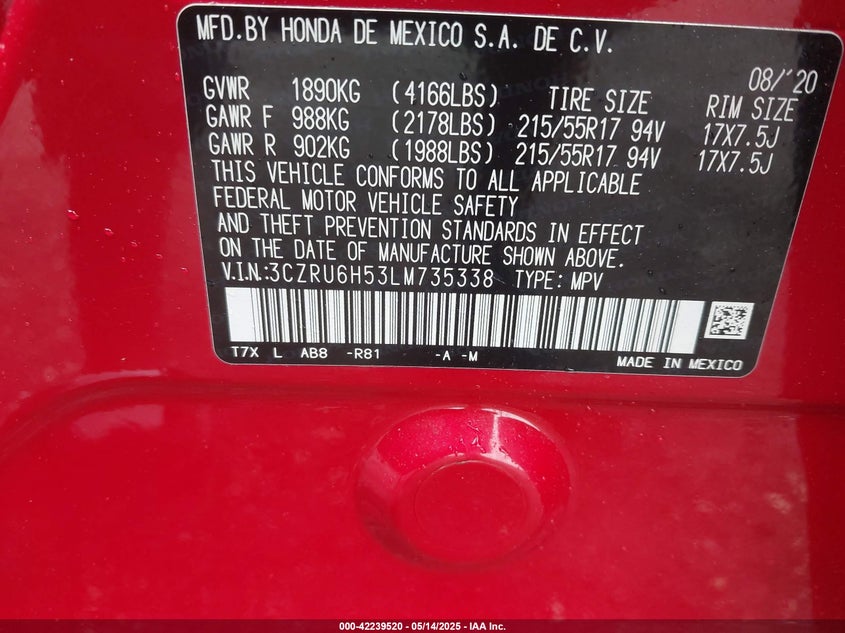 MFD.BY HONDA DE MEXICO S.A. DE C.V.
08/'20
GVWR 1890KG (4166LBS) TIRE SIZE RIM SIZE
GAWR F 988KG (2178LBS) 215/55R17 94V 17X7.5J
GAWR R 902KG (1988LBS) 215/55R17 94V 17X7.5J
THIS VEHICLE CONFORMS TO ALL APPLICABLE
FEDERAL MOTOR VEHICLE SAFETY
AND THEFT PREVENTION STANDARDS IN EFFECT
ON THE DATE OF MANUFACTURE SHOWN ABOVE.
V.I.N:3CZRU6H53LM735338 TYPE: MPV
T7X L AB8 -R81 -A -M MADE IN MEXICO
000-42239520 • 05/14/2025 - IAA Inc.